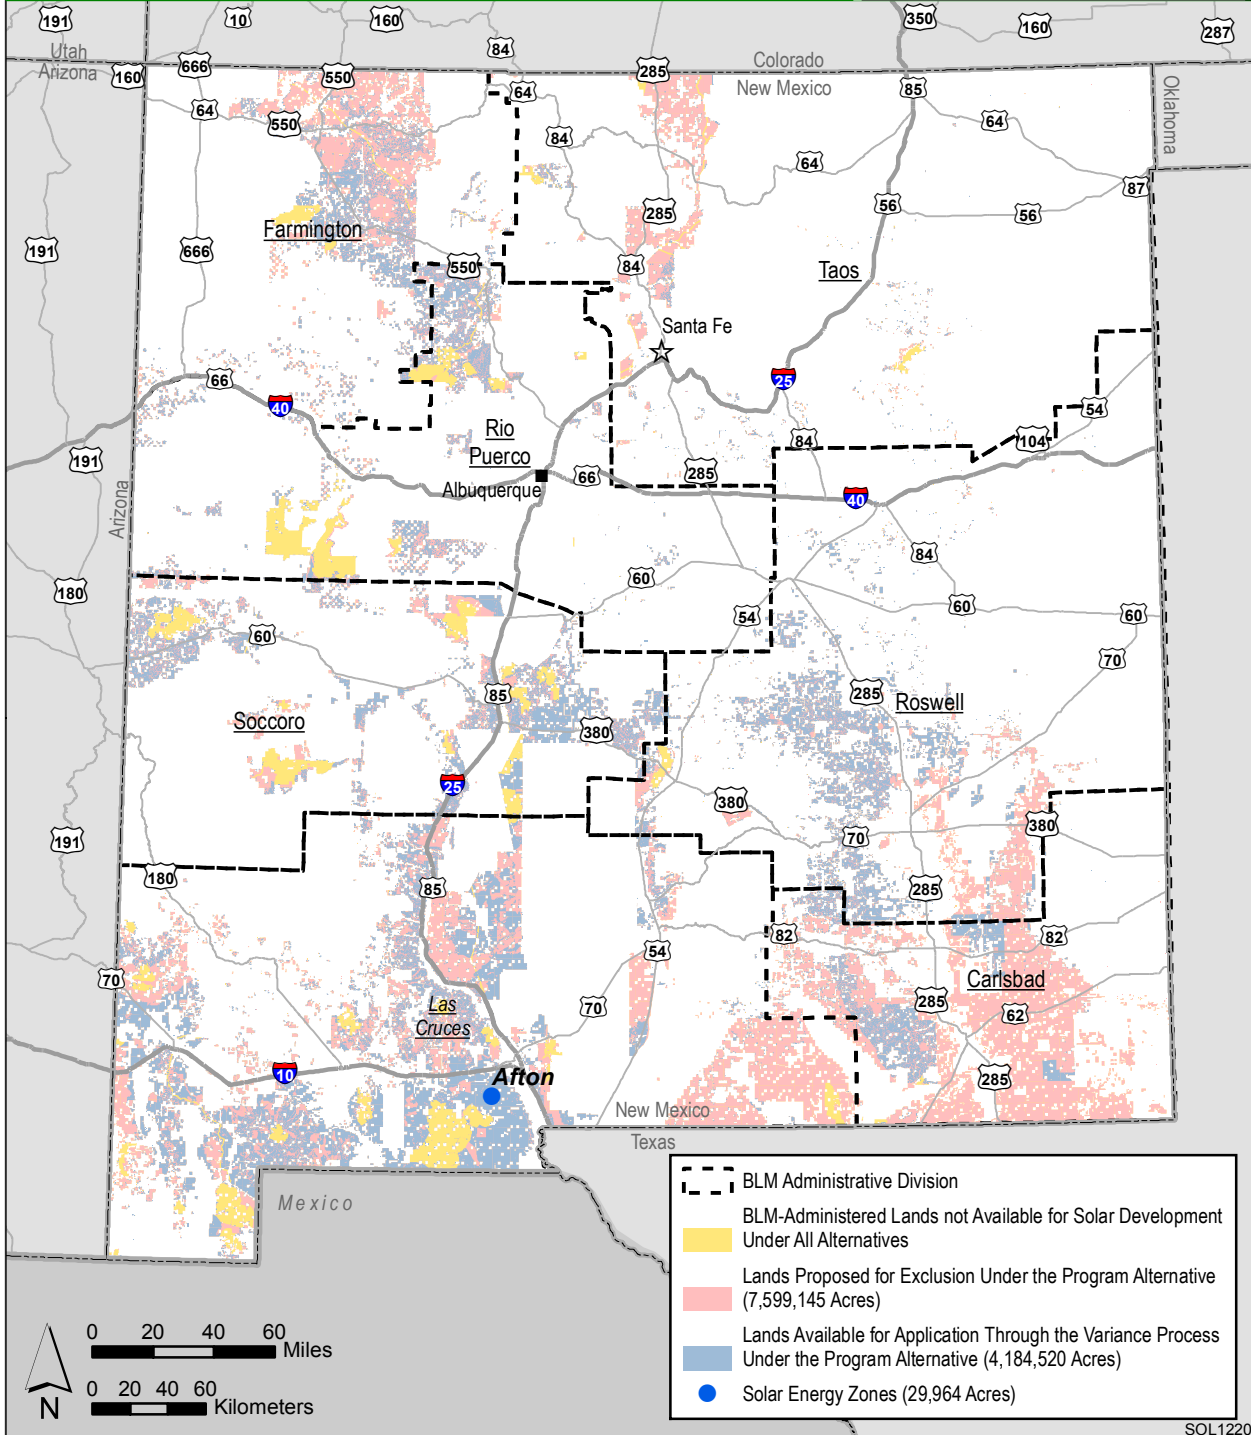 191
10
160
350
160
287
84
Utah
Arizona
160
666
550
285
Colorado
New Mexico
85
Oklahoma
64
550
64
84
64
64
87
191
666
Farmington
550
285
84
56
56
Taos
Santa Fe
66
40
25
54
191
Rio
Puerco
Albuquerque
66
285
84
104
40
Arizona
180
60
84
60
54
60
60
70
Soccoro
85
380
285
Roswell
25
380
380
191
180
85
70
285
82
82
54
70
Las
Cruces
70
Carlsbad
285
62
285
10
Afton
New Mexico
Texas
Mexico
BLM Administrative Division
BLM-Administered Lands not Available for Solar Development
Under All Alternatives
Lands Proposed for Exclusion Under the Program Alternative
(7,599,145 Acres)
Lands Available for Application Through the Variance Process
Under the Program Alternative (4,184,520 Acres)
Solar Energy Zones (29,964 Acres)
0 20 40 60
Miles
0 20 40 60
Kilometers
N
SOL1220